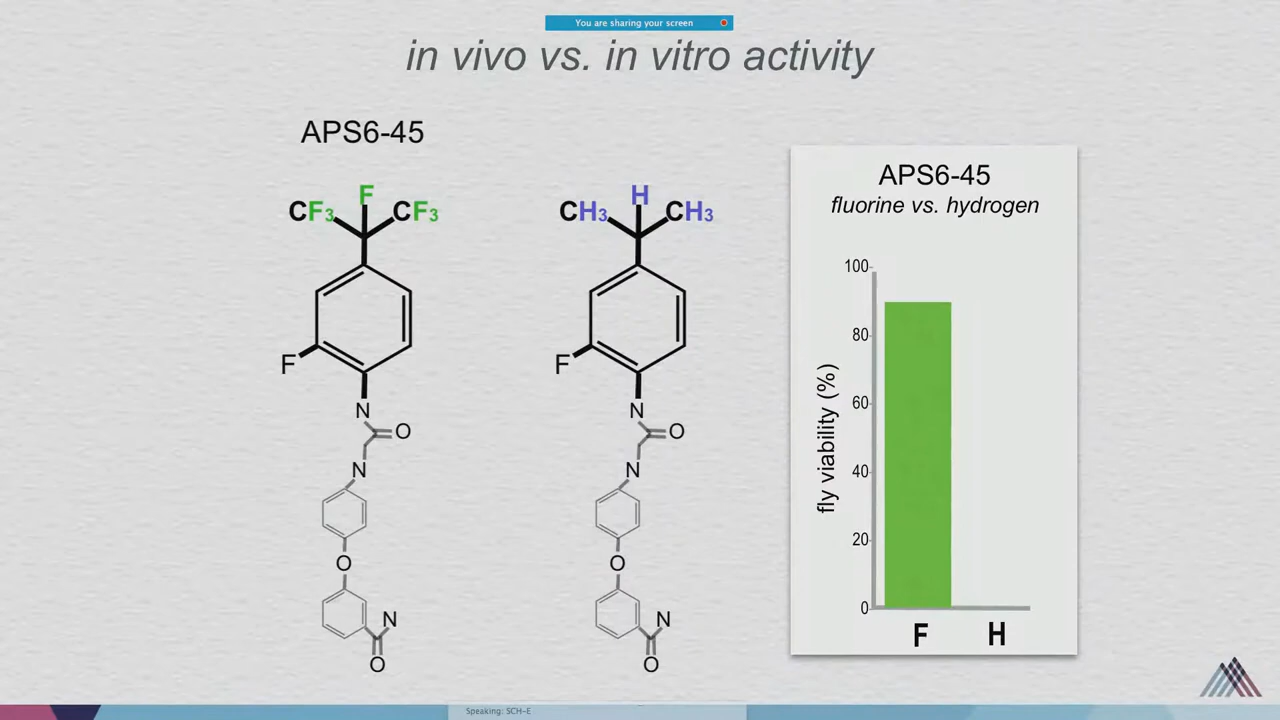 You are sharing your screen
in vivo vs. in vitro activity
APS6-45
F
CF3 CF3
F
N
O
N
O
N
O
H
CH3 CH3
F
N
O
N
O
N
O
APS6-45
fluorine vs. hydrogen
fly viability (%)
100
80
60
40
20
0
F H
Speaking: SCH-E